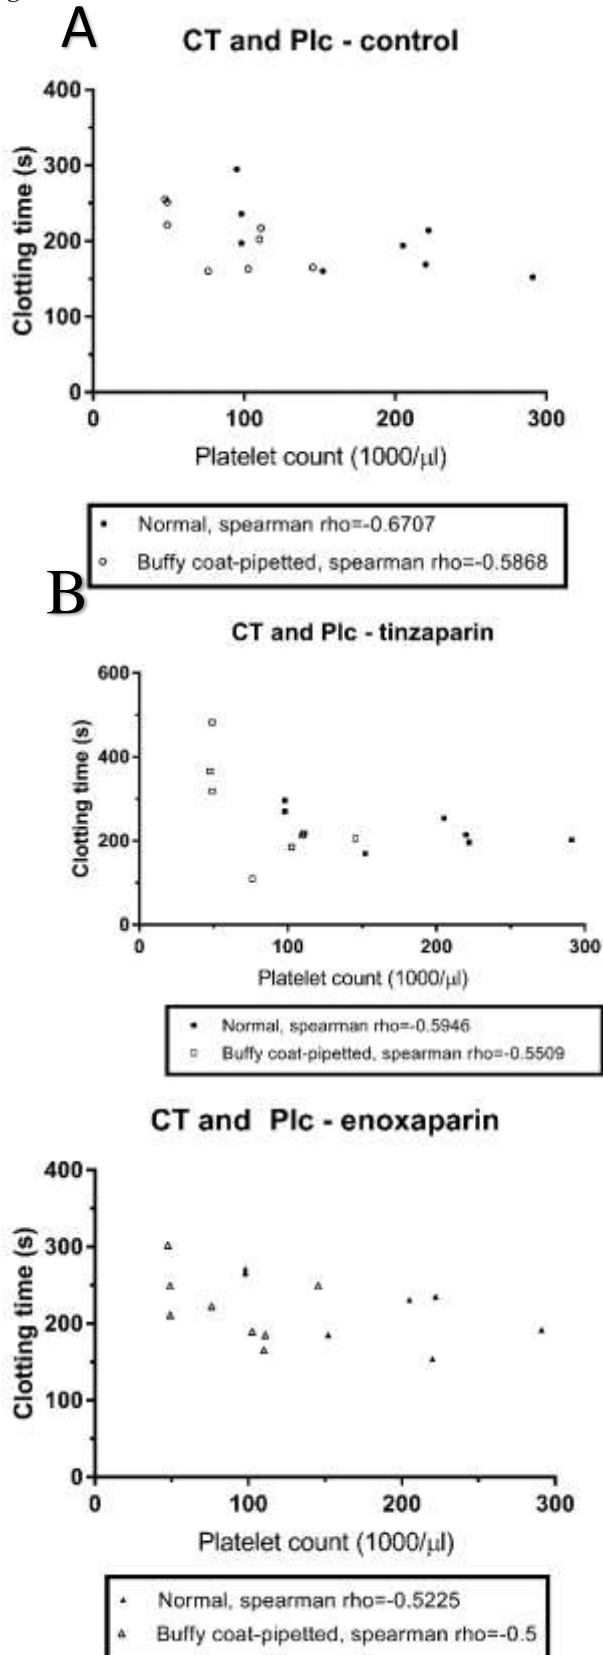 A
CT and Plc - control
400
300
200
100
0
Clotting time (s)
0 100 200 300
Platelet count (1000/μl)
Normal, spearman rho=-0.6707
Buffy coat-pipetted, spearman rho=-0.5868
B
CT and Plc - tinzaparin
600
400
200
0
Clotting time (s)
0 100 200 300
Platelet count (1000/μl)
Normal, spearman rho=-0.5946
Buffy coat-pipetted, spearman rho=-0.5509
CT and Plc - enoxaparin
400
300
200
100
0
Clotting time (s)
0 100 200 300
Platelet count (1000/μl)
Normal, spearman rho=-0.5225
Buffy coat-pipetted, spearman rho=-0.5